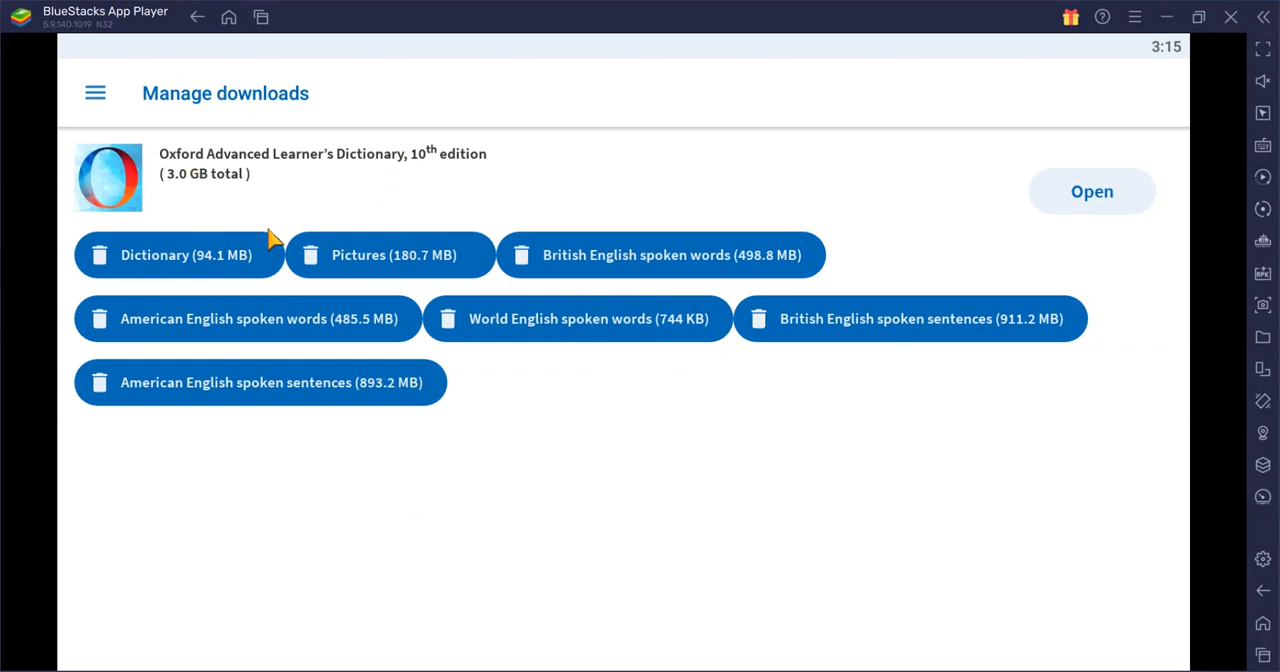 BlueStacks App Player
5.9.140.1019 N32
3:15
Manage downloads
Oxford Advanced Learner's Dictionary, 10th edition
( 3.0 GB total )
Open
Dictionary (94.1 MB)
Pictures (180.7 MB)
British English spoken words (498.8 MB)
American English spoken words (485.5 MB)
World English spoken words (744 KB)
British English spoken sentences (911.2 MB)
American English spoken sentences (893.2 MB)